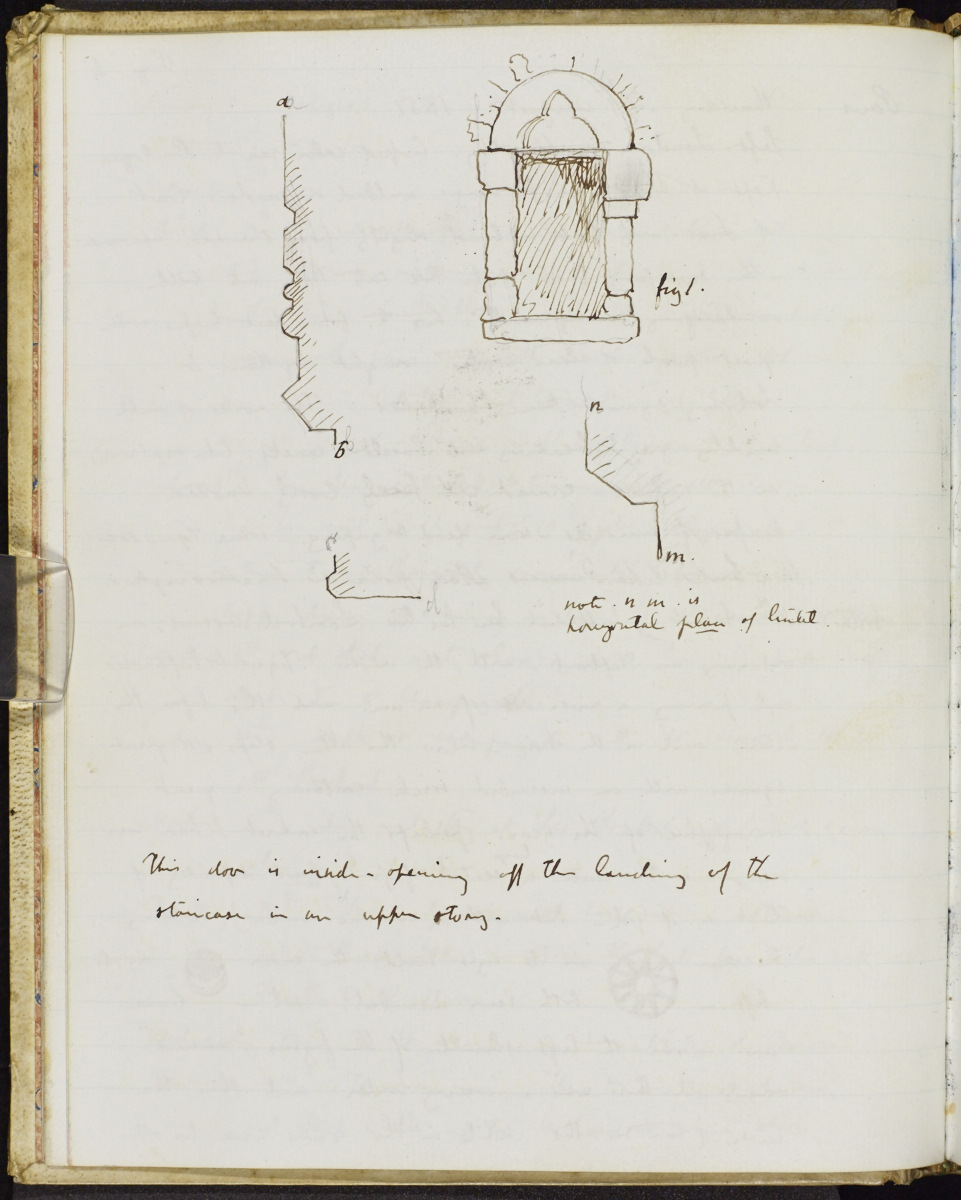 a
fig 1.
b
n
m.
c
d
note. n m. is
horizontal plan of lintel.
This door is inside - opening off the landing of the
staircase in an upper story.